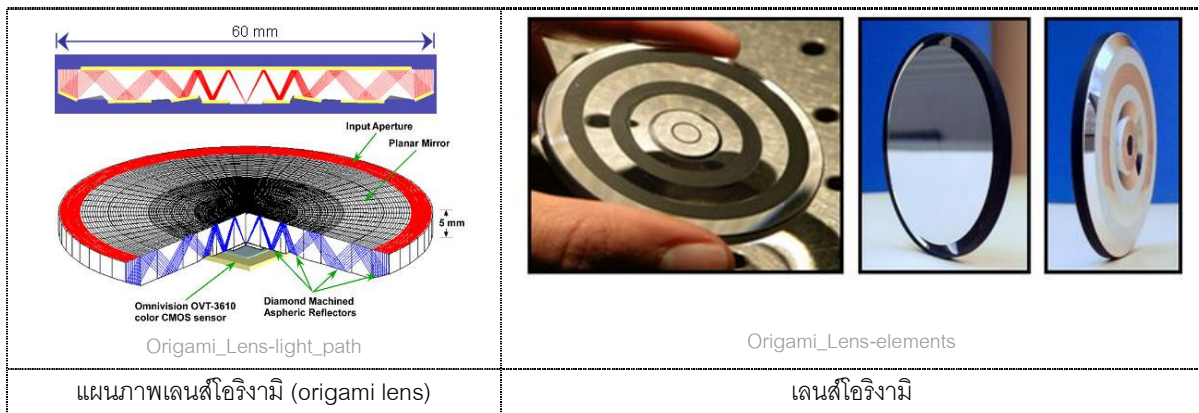 60 mm
Input Aperture
Planar Mirror
5 mm
Omnivision OVT-3610
color CMOS sensor
Diamond Machined
Aspheric Reflectors
Origami_Lens-light_path
Origami_Lens-elements
แผนภาพเลนส์โอริงามิ (origami lens)
เลนส์โอริงามิ